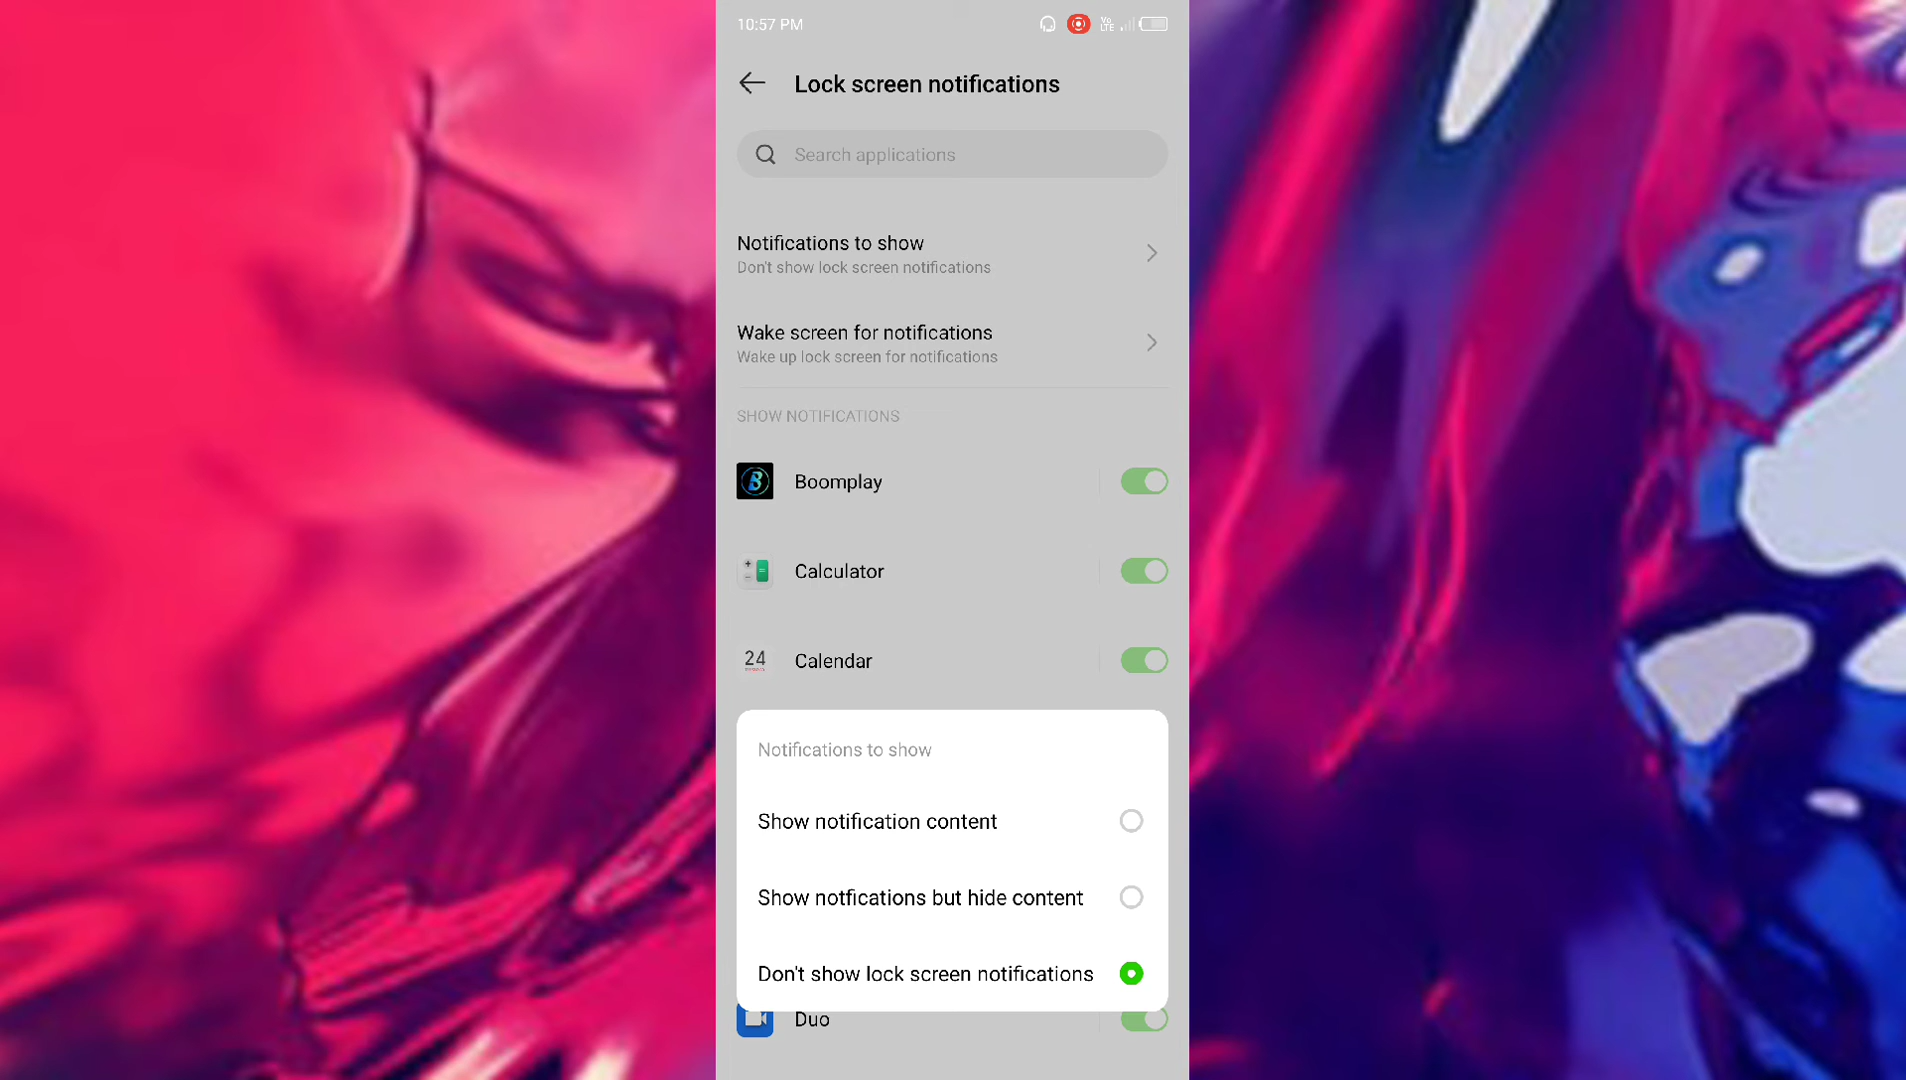 10:57 PM
Vo
LTE
Lock screen notifications
Search applications
Notifications to show
Don't show lock screen notifications
Wake screen for notifications
Wake up lock screen for notifications
SHOW NOTIFICATIONS
B
Boomplay
Calculator
24
Calendar
Notifications to show
Show notification content
Show notfications but hide content
Don't show lock screen notifications
Duo